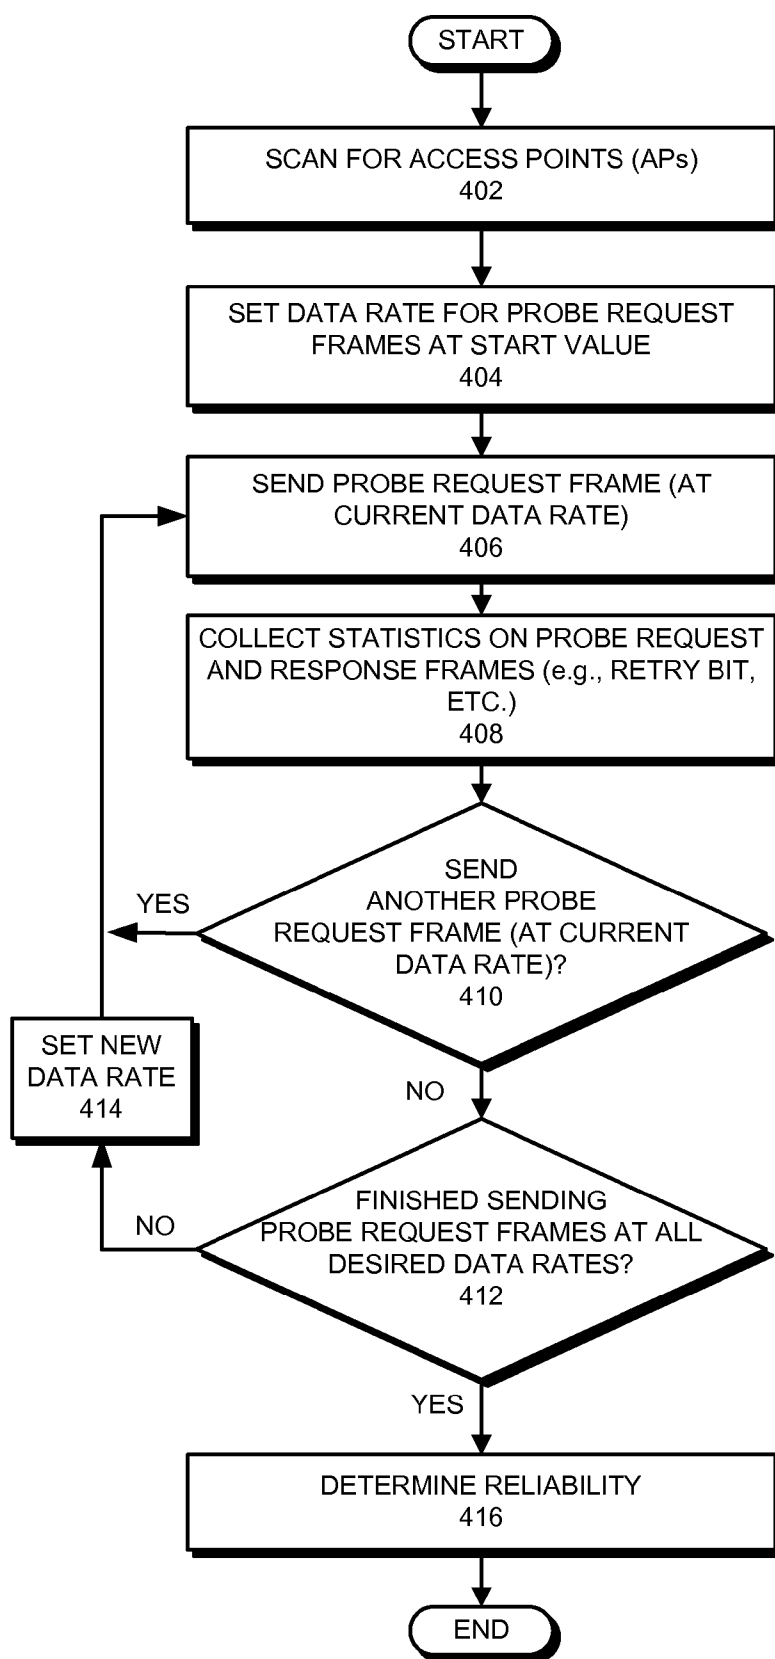 START
SCAN FOR ACCESS POINTS (APs)
402
SET DATA RATE FOR PROBE REQUEST
FRAMES AT START VALUE
404
SEND PROBE REQUEST FRAME (AT
CURRENT DATA RATE)
406
COLLECT STATISTICS ON PROBE REQUEST
AND RESPONSE FRAMES (e.g., RETRY BIT,
ETC.)
408
SEND
ANOTHER PROBE
REQUEST FRAME (AT CURRENT
DATA RATE)?
410
YES
NO
SET NEW
DATA RATE
414
FINISHED SENDING
PROBE REQUEST FRAMES AT ALL
DESIRED DATA RATES?
412
NO
YES
DETERMINE RELIABILITY
416
END